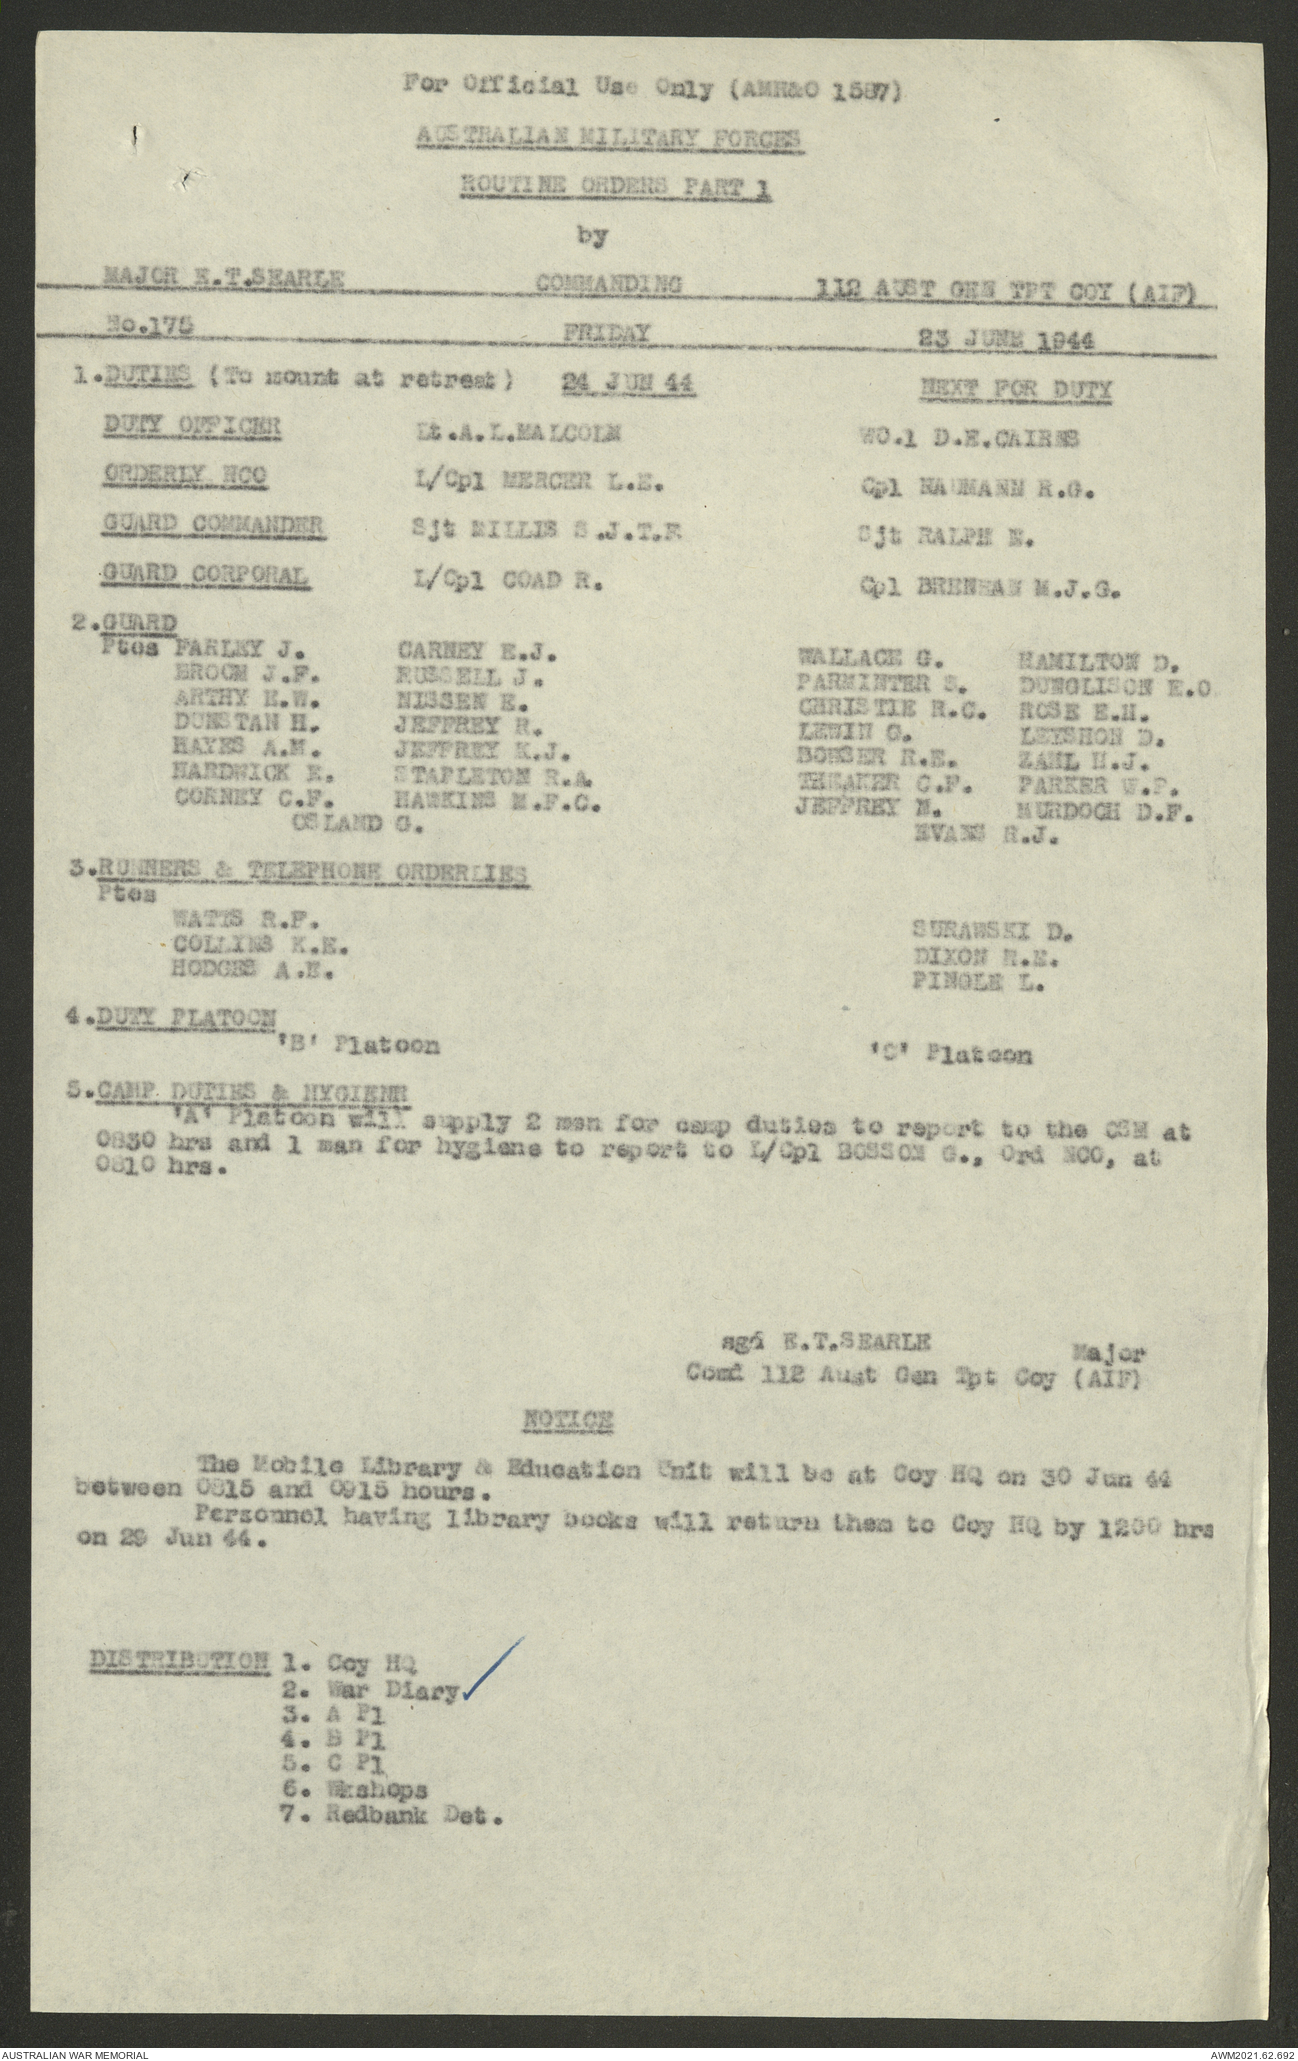 For Official Use Only (AMR&O 1587)
AUSTRALIAN MILITARY FORCES
ROUTINE ORDERS PART 1
by
MAJOR E.T.SEARLE COMMANDING 112 AUST GEN TPT COY (AIF)
No.175 FRIDAY 23 JUNE 1944
1.DUTIES (To mount at retreat) 24 JUN 44 NEXT FOR DUTY
DUTY OFFICER Lt.A.L.MALCOLM WO.1 D.E.CAIRNS
ORDERLY NCO L/Cpl MERCER L.E. Cpl NAUMANN R.G.
GUARD COMMANDER Sjt MILLIS S.J.T.F Sjt RALPH E.
GUARD CORPORAL L/Cpl COAD R. Cpl BRENNAN M.J.G.
2.GUARD
Ptes FARLEY J. CARNEY E.J. WALLACE G. HAMILTON D.
BROOM J.F. RUSSELL J. PARMINTER S. DUNGLISON E.O
ARTHY E.W. NISSEN E. CHRISTIE R.C. ROSE E.H.
DUNSTAN H. JEFFREY R. LEWIN G. LEYSHON D.
HAYES A.M. JEFFREY K.J. BOWSER R.E. ZAHL H.J.
HARDWICK E. STAPLETON R.A. THEAKER C.F. PARKER W.P.
CORNEY C.F. HAWKINS M.F.C. JEFFREY N. MURDOCH D.F.
OSLAND G. EVANS R.J.
3.RUNNERS & TELEPHONE ORDERLIES
Ptes
WATTS R.F. SURAWSKI D.
COLLINS K.E. DIXON R.E.
HODGES A.E. PINGLE L.
4.DUTY PLATOON
'B' Platoon 'C' Platoon
5.CAMP DUTIES & HYGIENE
'A' Platoon will supply 2 men for camp duties to report to the CSM at
0830 hrs and 1 man for hygiene to report to L/Cpl BOSSON G., Ord NCO, at
0810 hrs.
sgd E.T.SEARLE Major
Comd 112 Aust Gen Tpt Coy (AIF)
NOTICE
The Mobile Library & Education Unit will be at Coy HQ on 30 Jun 44
between 0815 and 0915 hours.
Personnel having library books will return them to Coy HQ by 1200 hrs
on 29 Jun 44.
DISTRIBUTION 1. Coy HQ
2. War Diary
3. A Pl
4. B Pl
5. C Pl
6. Wkshops
7. Redbank Det.
AUSTRALIAN WAR MEMORIAL AWM2021.62.692